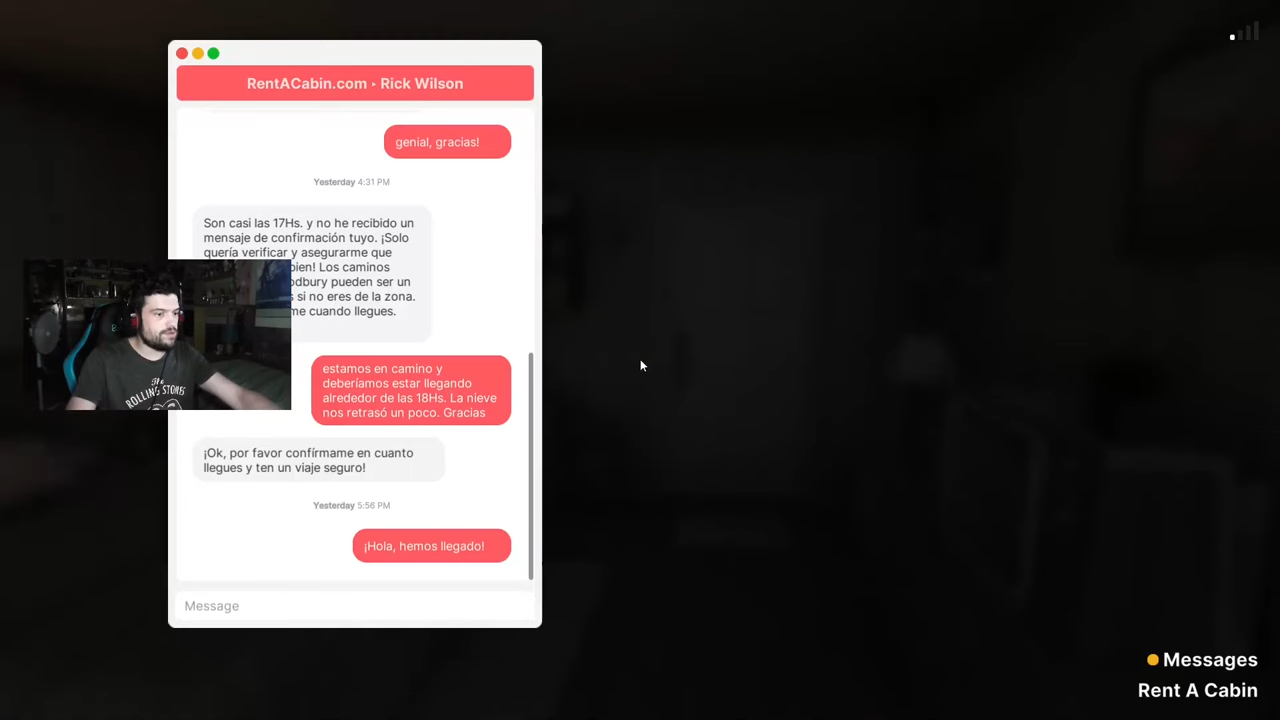 RentACabin.com • Rick Wilson
genial, gracias!
Yesterday 4:31 PM
Son casi las 17Hs. y no he recibido un
mensaje de confirmación tuyo. ¡Solo
quería verificar y asegurarme que
bien! Los caminos
odbury pueden ser un
si no eres de la zona.
me cuando llegues.
estamos en camino y
deberíamos estar llegando
alrededor de las 18Hs. La nieve
nos retrasó un poco. Gracias
¡Ok, por favor confírmame en cuanto
llegues y ten un viaje seguro!
Yesterday 5:56 PM
¡Hola, hemos llegado!
Message
The
ROLLING STONES
Messages
Rent A Cabin